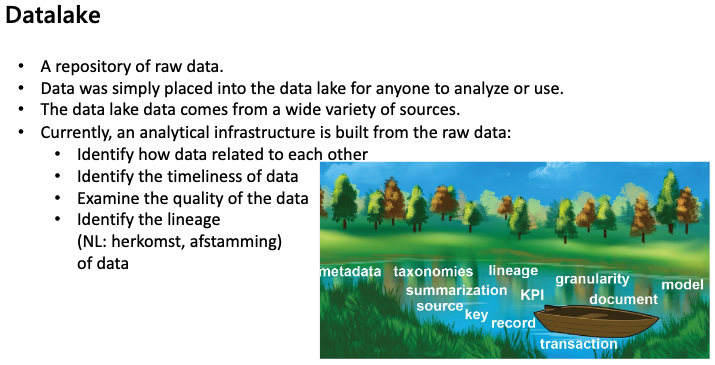 Datalake
• A repository of raw data.
• Data was simply placed into the data lake for anyone to analyze or use.
• The data lake data comes from a wide variety of sources.
• Currently, an analytical infrastructure is built from the raw data:
• Identify how data related to each other
• Identify the timeliness of data
• Examine the quality of the data
• Identify the lineage
(NL: herkomst, afstamming)
of data
metadata taxonomies lineage
granularity
summarization KPI model
source document
key
record
transaction